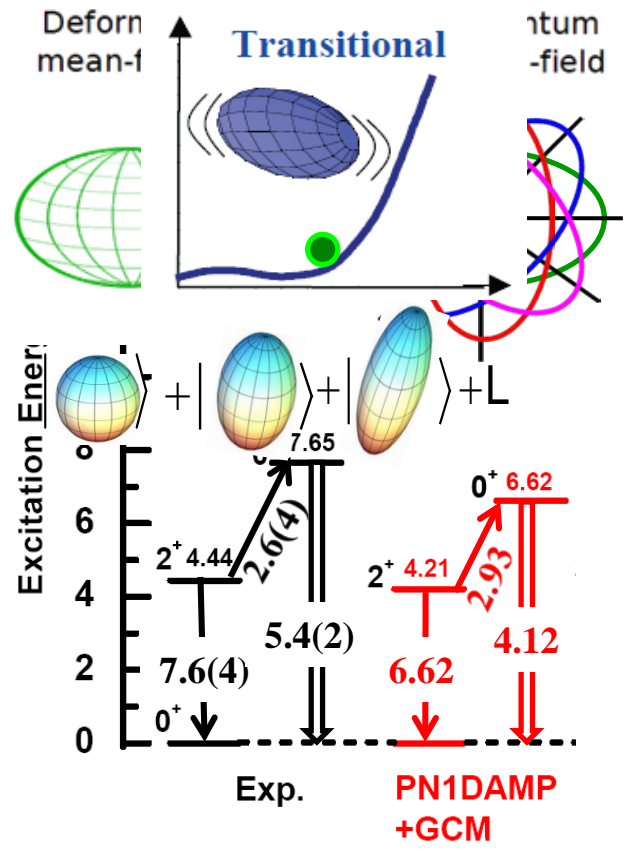 Deform
ntum
mean-f
-field
Transitional
+ | ⟩ + | ⟩ + L
Excitation Energ
8
6
4
2
0
7.65
2⁺ 4.44
2.6(4)
5.4(2)
7.6(4)
0⁺
0⁺ 6.62
2⁺ 4.21
2.93
4.12
6.62
Exp.
PN1DAMP
+GCM